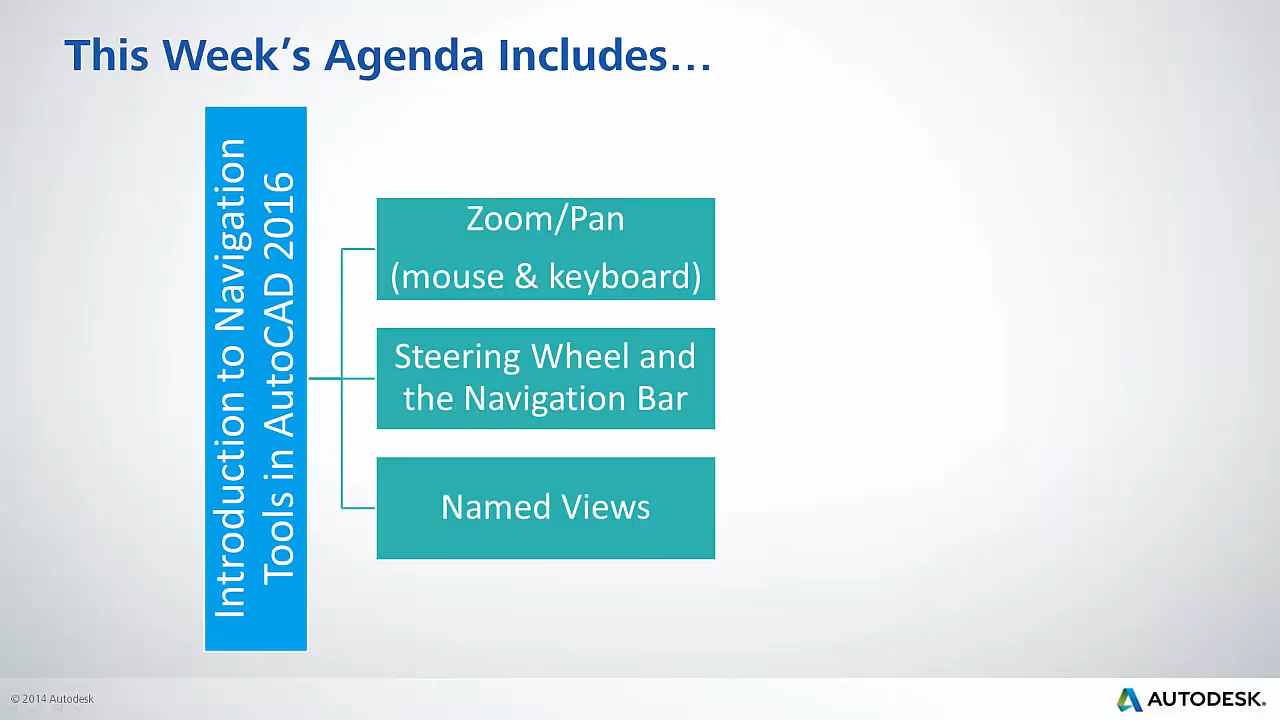 This Week's Agenda Includes...
Introduction to Navigation
Tools in AutoCAD 2016
Zoom/Pan
(mouse & keyboard)
Steering Wheel and
the Navigation Bar
Named Views
© 2014 Autodesk
AUTODESK.